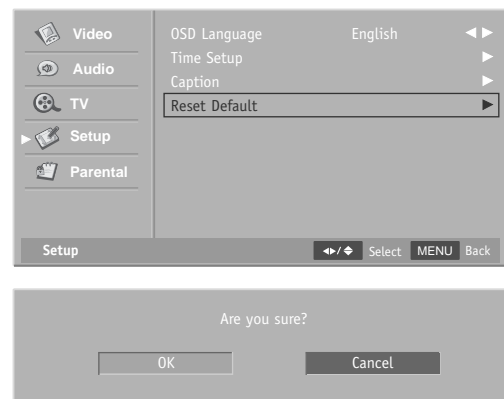 Video
Audio
TV
Setup
Parental
OSD Language English
Time Setup
Caption
Reset Default
Setup Select MENU Back
Are you sure?
OK Cancel